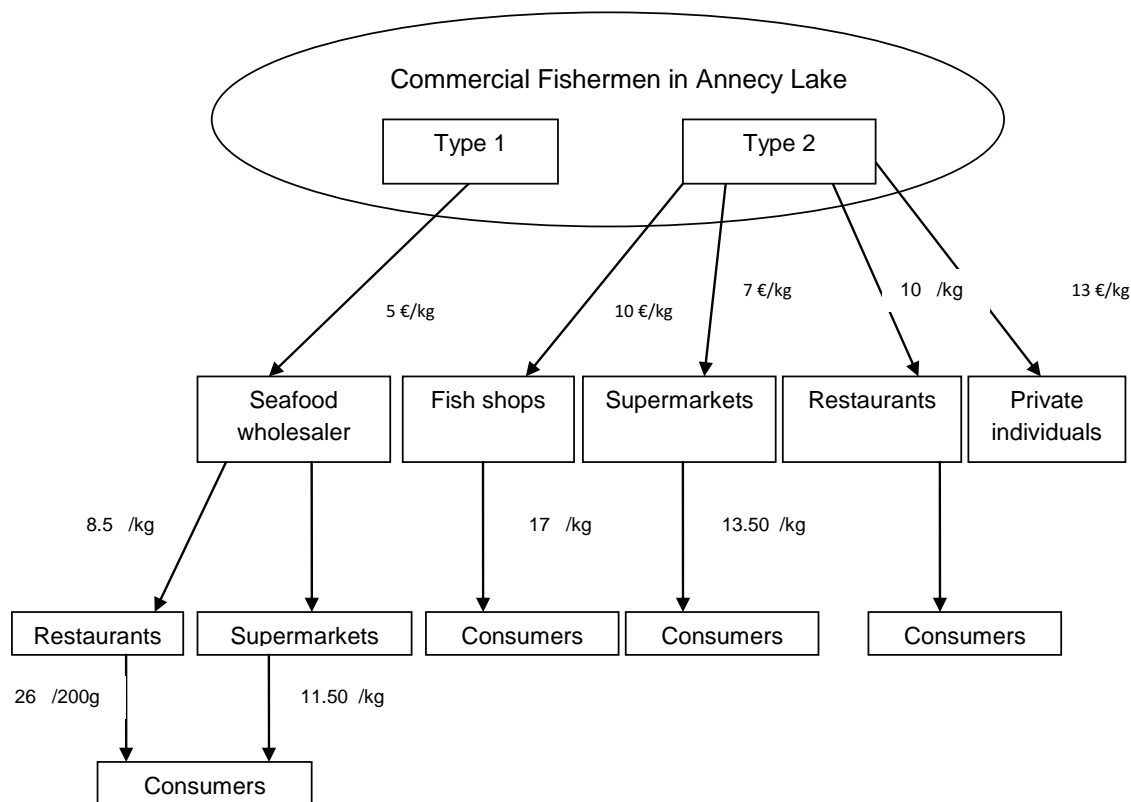 Commercial Fishermen in Annecy Lake
Type 1
Type 2
5 €/kg
10 €/kg
7 €/kg
10 /kg
13 €/kg
Seafood
wholesaler
Fish shops
Supermarkets
Restaurants
Private
individuals
8.5 /kg
17 /kg
13.50 /kg
Restaurants
Supermarkets
Consumers
Consumers
Consumers
26 /200g
11.50 /kg
Consumers